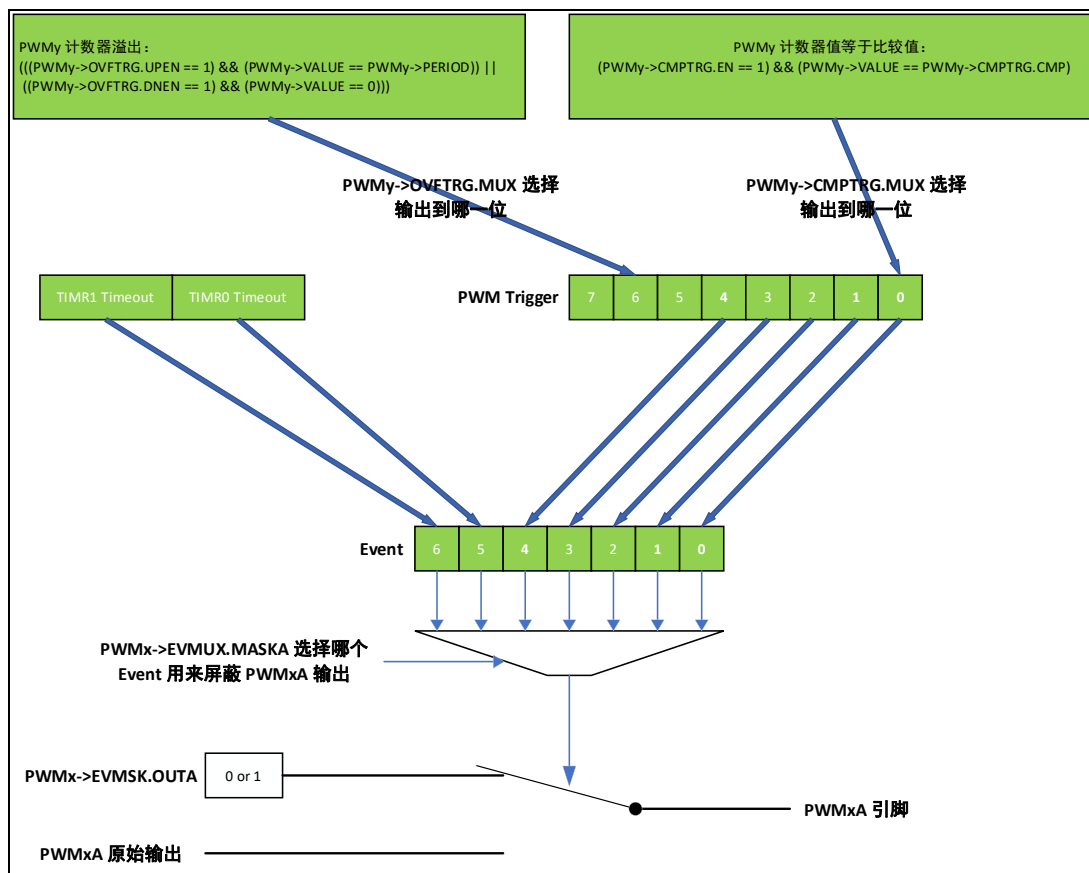 PWMy 计数器溢出：
(((PWMy->OVFTRG.UPEN == 1) && (PWMy->VALUE == PWMy->PERIOD)) ||
((PWMy->OVFTRG.DNEN == 1) && (PWMy->VALUE == 0)))
PWMy 计数器值等于比较值：
(PWMy->CMPTRG.EN == 1) && (PWMy->VALUE == PWMy->CMPTRG.CMP)
PWMy->OVFTRG.MUX 选择
输出到哪一位
PWMy->CMPTRG.MUX 选择
输出到哪一位
TIMR1 Timeout TIMR0 Timeout
PWM Trigger 7 6 5 4 3 2 1 0
Event 6 5 4 3 2 1 0
PWMx->EVMUX.MASKA 选择哪个
Event 用来屏蔽 PWMxA 输出
PWMx->EVMSK.OUTA 0 or 1
PWMxA 引脚
PWMxA 原始输出